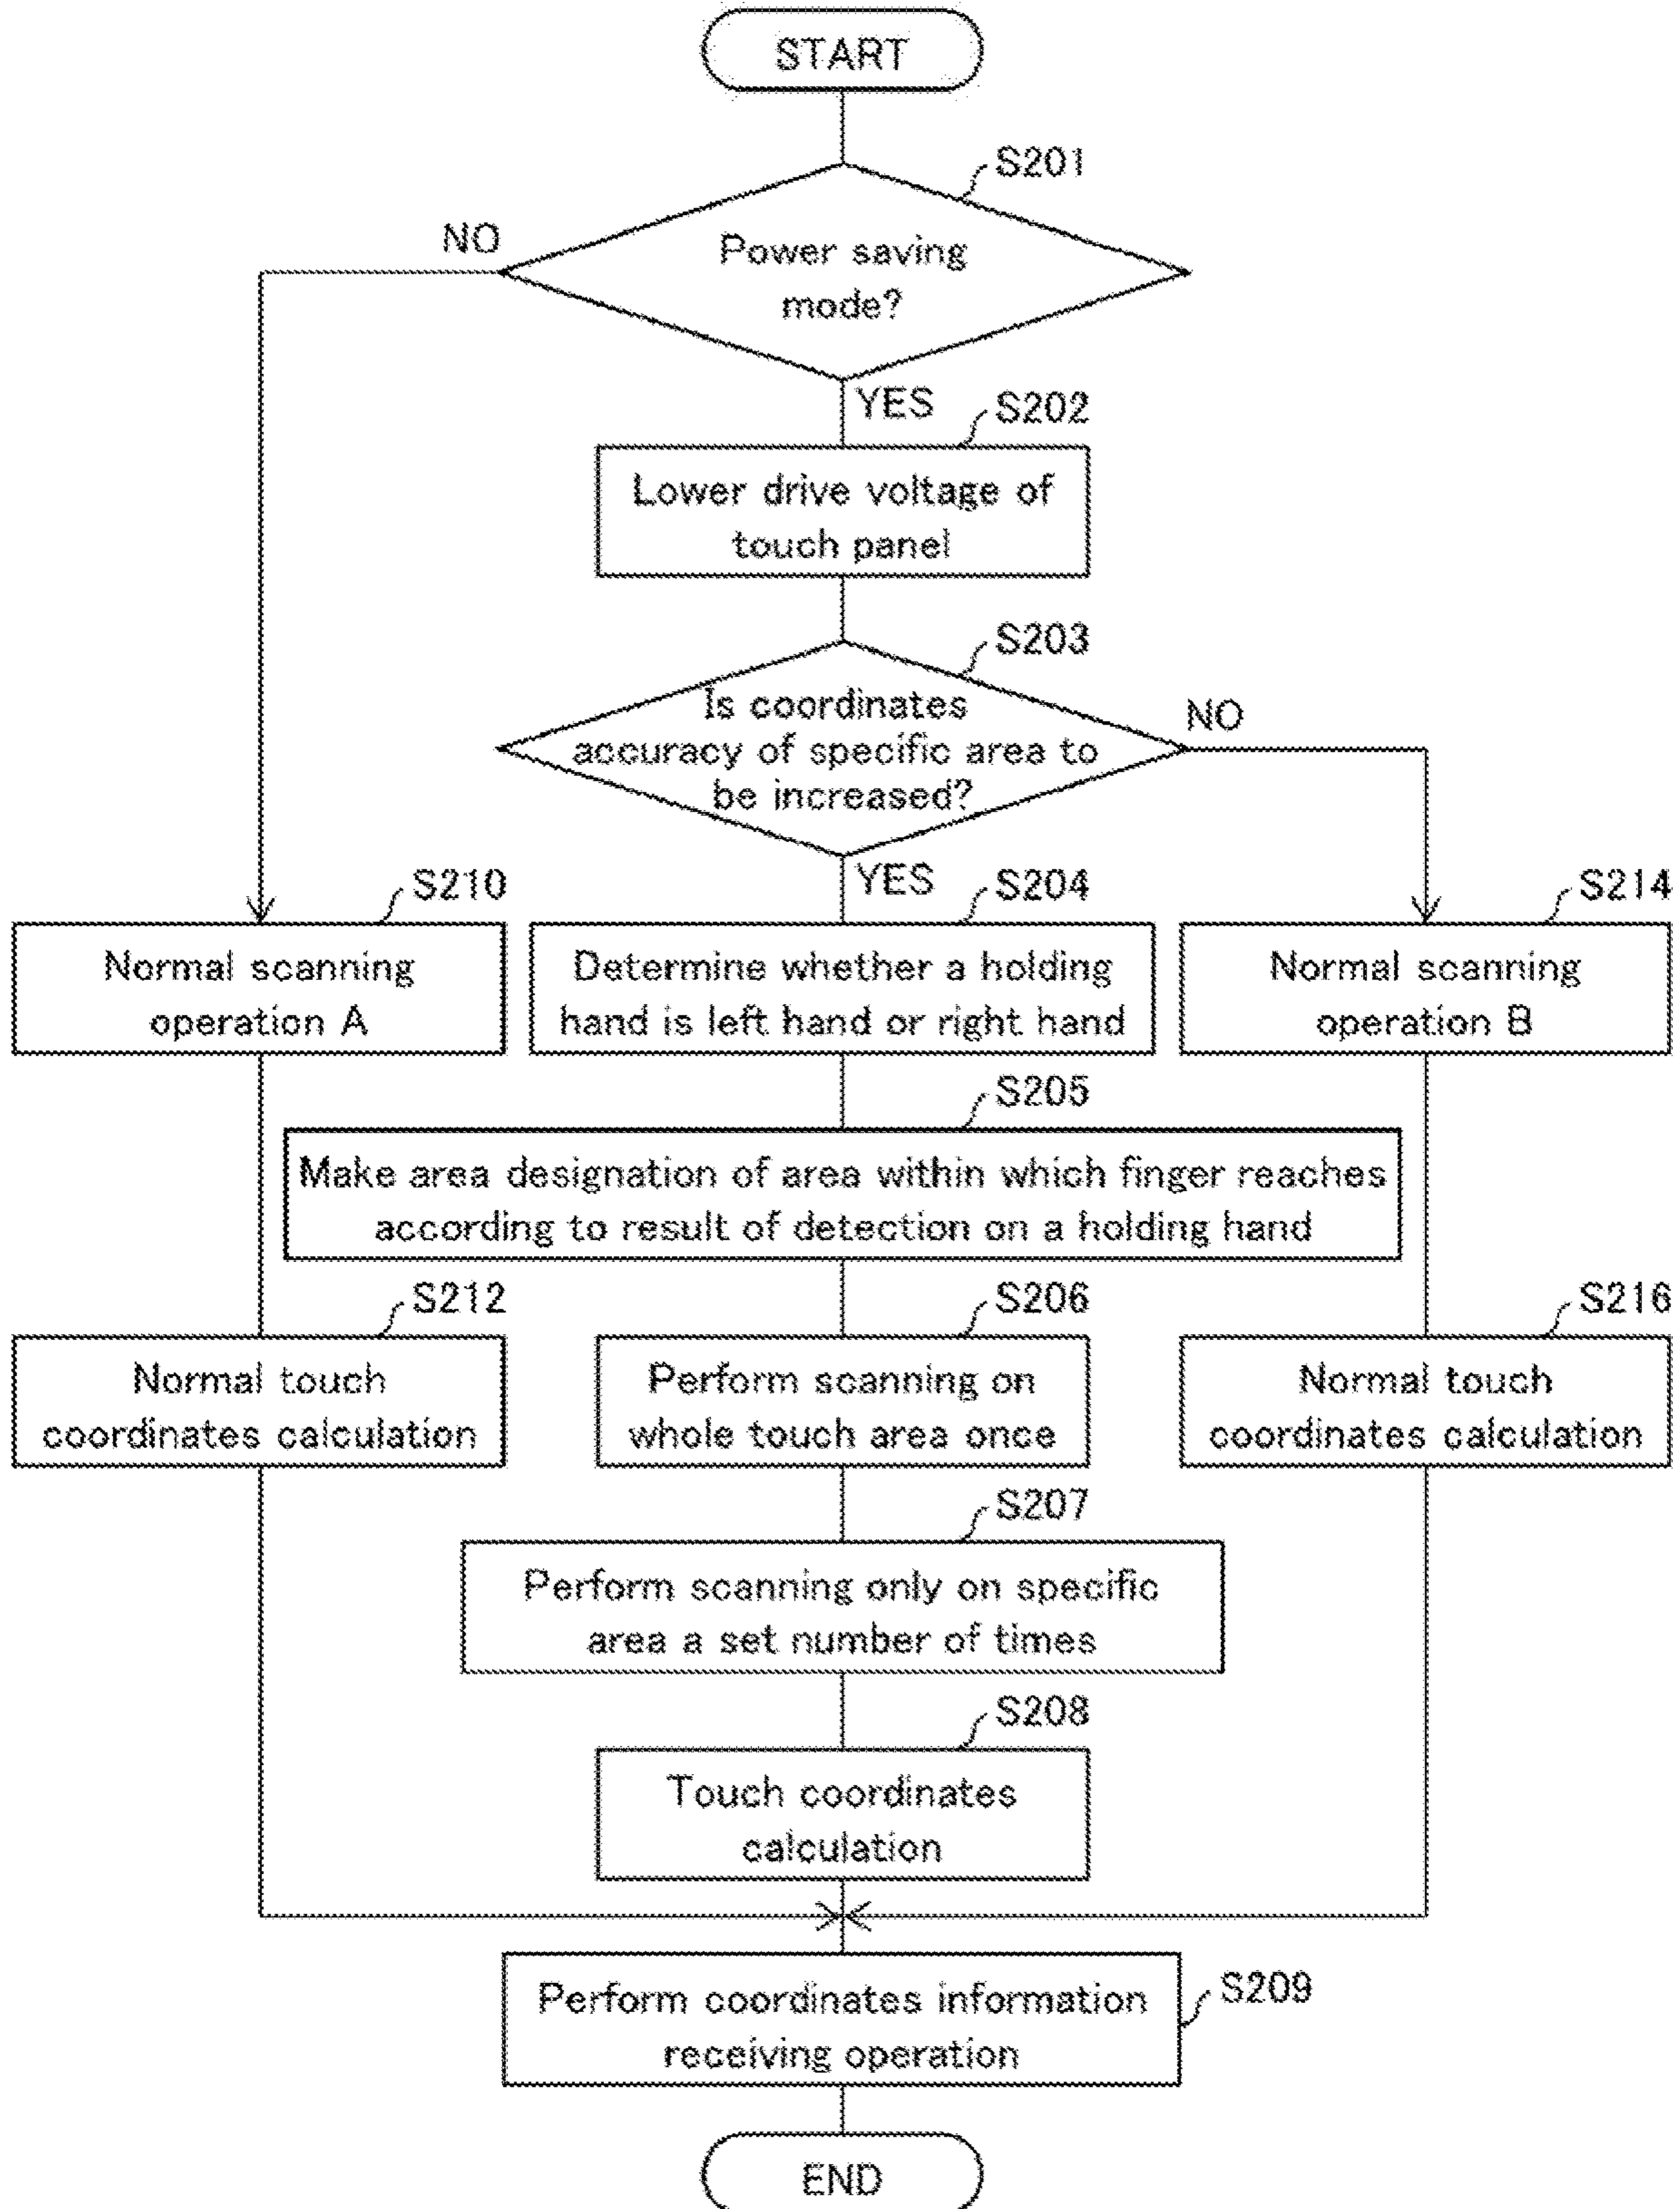 START
S201
NO
Power saving
mode?
YES
S202
Lower drive voltage of
touch panel
S203
Is coordinates
accuracy of specific area to
be increased?
NO
YES
S210
S204
S214
Normal scanning
operation A
Determine whether a holding
hand is left hand or right hand
Normal scanning
operation B
S205
Make area designation of area within which finger reaches
according to result of detection on a holding hand
S212
S206
S216
Normal touch
coordinates calculation
Perform scanning on
whole touch area once
Normal touch
coordinates calculation
S207
Perform scanning only on specific
area a set number of times
S208
Touch coordinates
calculation
S209
Perform coordinates information
receiving operation
END